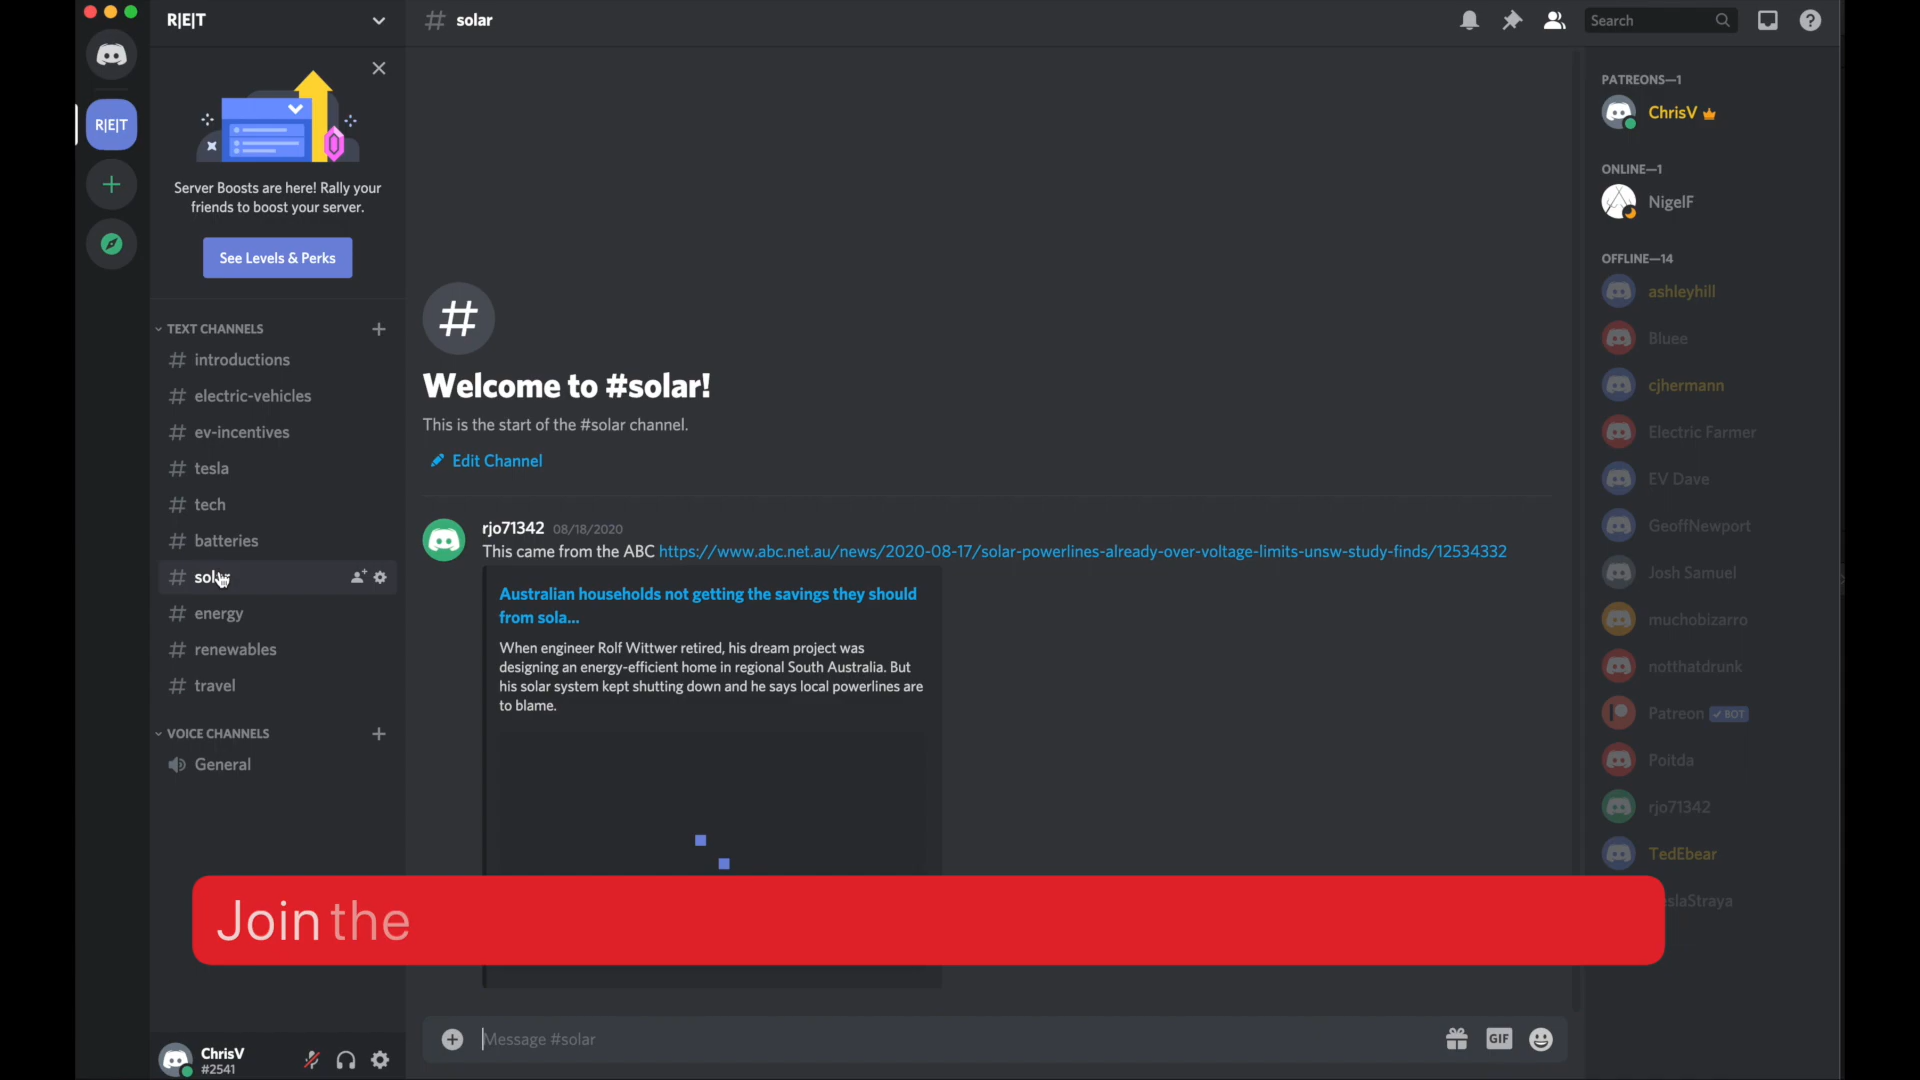 R|E|T
# solar
Search
R|E|T
Server Boosts are here! Rally your
friends to boost your server.
See Levels & Perks
TEXT CHANNELS
# introductions
# electric-vehicles
# ev-incentives
# tesla
# tech
# batteries
# solar
# energy
# renewables
# travel
VOICE CHANNELS
General
ChrisV
#2541
#
Welcome to #solar!
This is the start of the #solar channel.
Edit Channel
rjo71342 08/18/2020
This came from the ABC https://www.abc.net.au/news/2020-08-17/solar-powerlines-already-over-voltage-limits-unsw-study-finds/12534332
Australian households not getting the savings they should
from sola...
When engineer Rolf Wittwer retired, his dream project was
designing an energy-efficient home in regional South Australia. But
his solar system kept shutting down and he says local powerlines are
to blame.
Join the
Message #solar
GIF
PATREONS—1
ChrisV
ONLINE—1
NigelF
OFFLINE—14
ashleyhill
Bluee
cjhermann
Electric Farmer
EV Dave
GeoffNewport
Josh Samuel
muchobizarro
notthatdrunk
Patreon BOT
Poitda
rjo71342
TedEbear
slaStraya